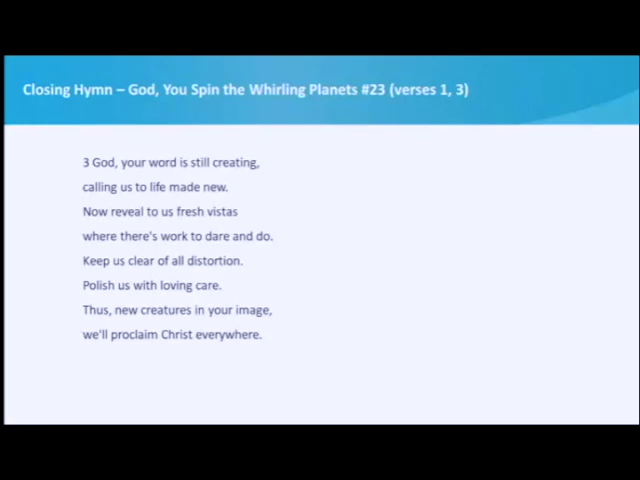 Closing Hymn – God, You Spin the Whirling Planets #23 (verses 1, 3)
3 God, your word is still creating,
calling us to life made new.
Now reveal to us fresh vistas
where there's work to dare and do.
Keep us clear of all distortion.
Polish us with loving care.
Thus, new creatures in your image,
we'll proclaim Christ everywhere.